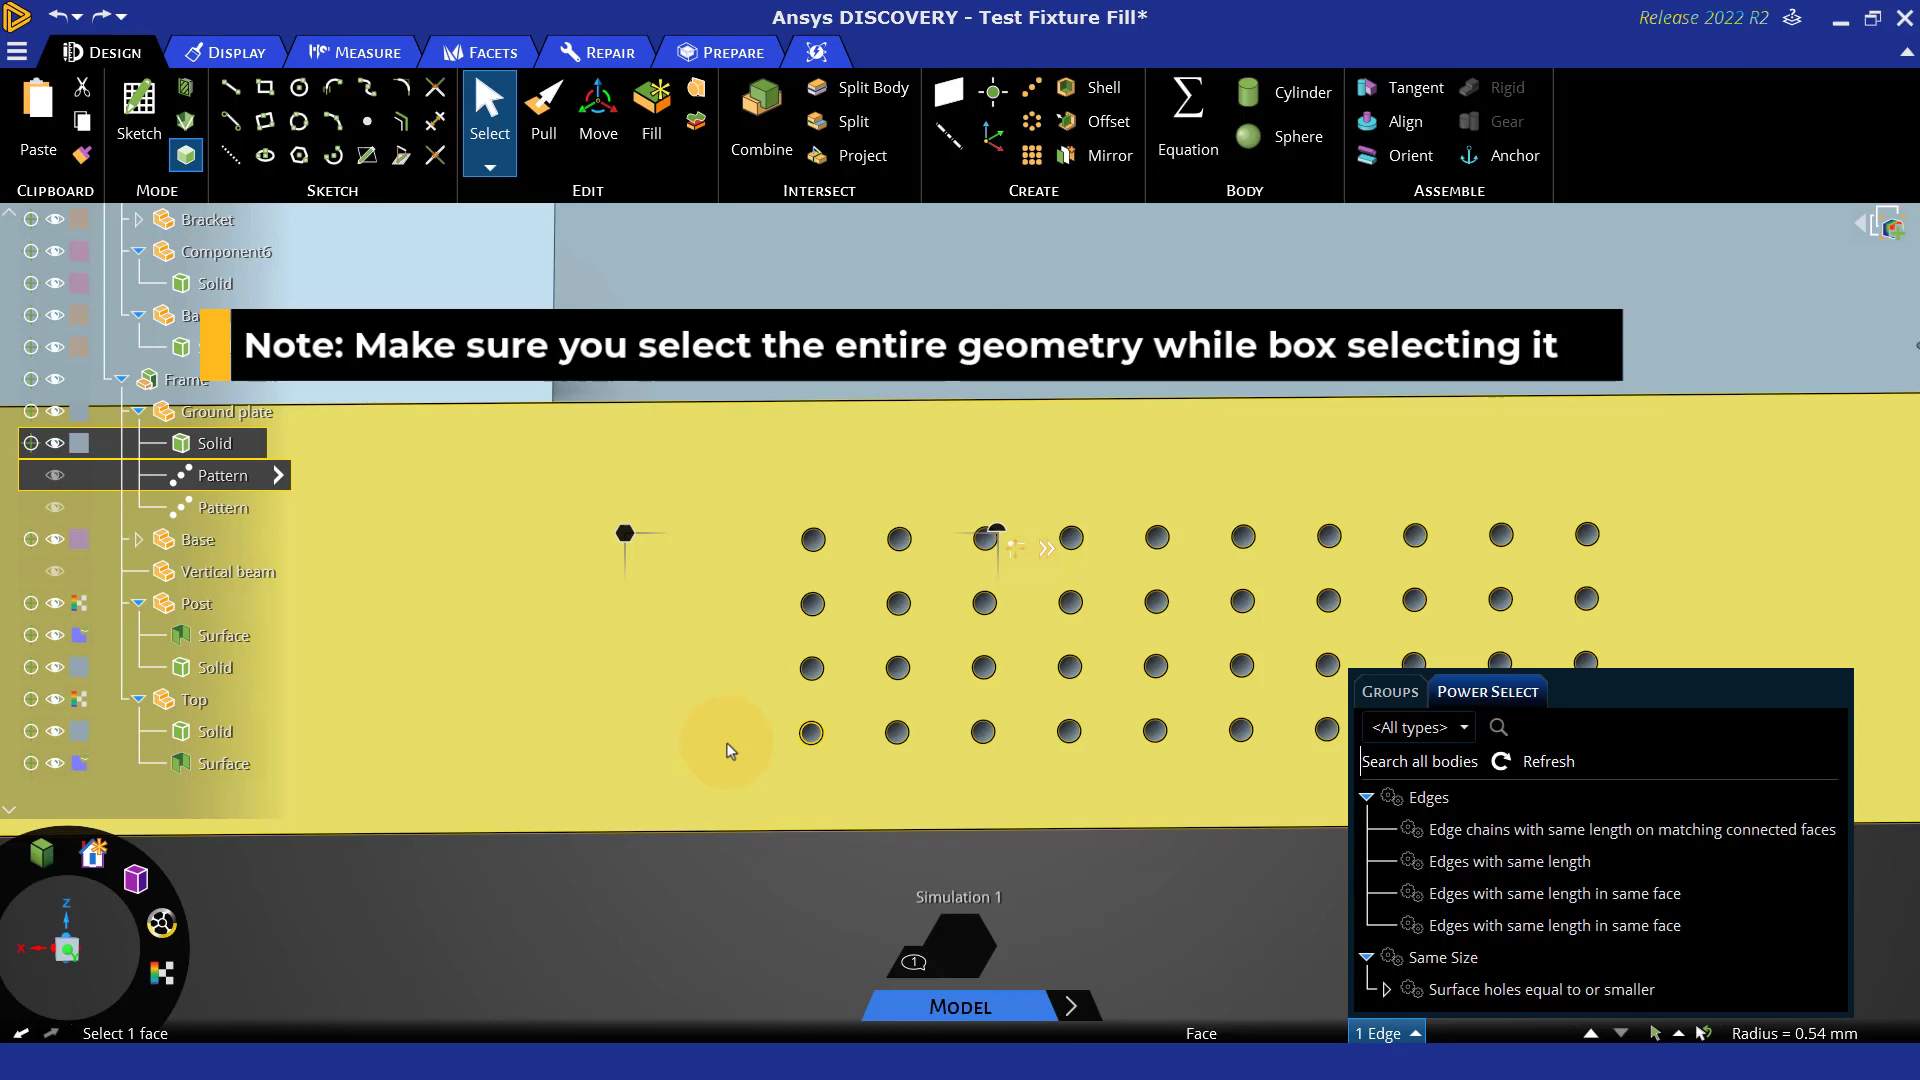 Ansys DISCOVERY - Test Fixture Fill*
Release 2022 R2
DESIGN
DISPLAY
MEASURE
FACETS
REPAIR
PREPARE
Paste
Sketch
Select
Pull
Move
Fill
Combine
Split Body
Split
Project
Shell
Offset
Mirror
Equation
Cylinder
Sphere
Tangent
Rigid
Align
Gear
Orient
Anchor
CLIPBOARD
MODE
SKETCH
EDIT
INTERSECT
CREATE
BODY
ASSEMBLE
Bracket
Component6
Solid
Note: Make sure you select the entire geometry while box selecting it
Frame
Ground plate
Solid
Pattern
Pattern
Base
Vertical beam
Post
Surface
Solid
Top
Solid
Surface
Z
X
Simulation 1
1
MODEL
GROUPS
POWER SELECT
<All types>
Search all bodies
Refresh
Edges
Edge chains with same length on matching connected faces
Edges with same length
Edges with same length in same face
Edges with same length in same face
Same Size
Surface holes equal to or smaller
Select 1 face
Face
1 Edge
Radius = 0.54 mm